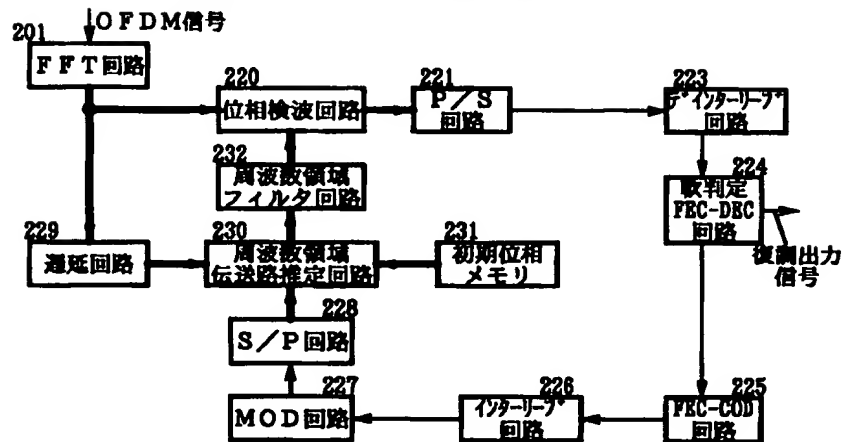 OFDM信号
201
FFT回路
220
位相検波回路
221
P/S
回路
223
デインターリーブ
回路
232
周波数領域
フィルタ回路
224
軟判定
FEC-DEC
回路
復調出力
信号
229
遅延回路
230
周波数領域
伝送路推定回路
231
初期位相
メモリ
228
S/P回路
227
MOD回路
226
インターリーブ
回路
225
FEC-COD
回路